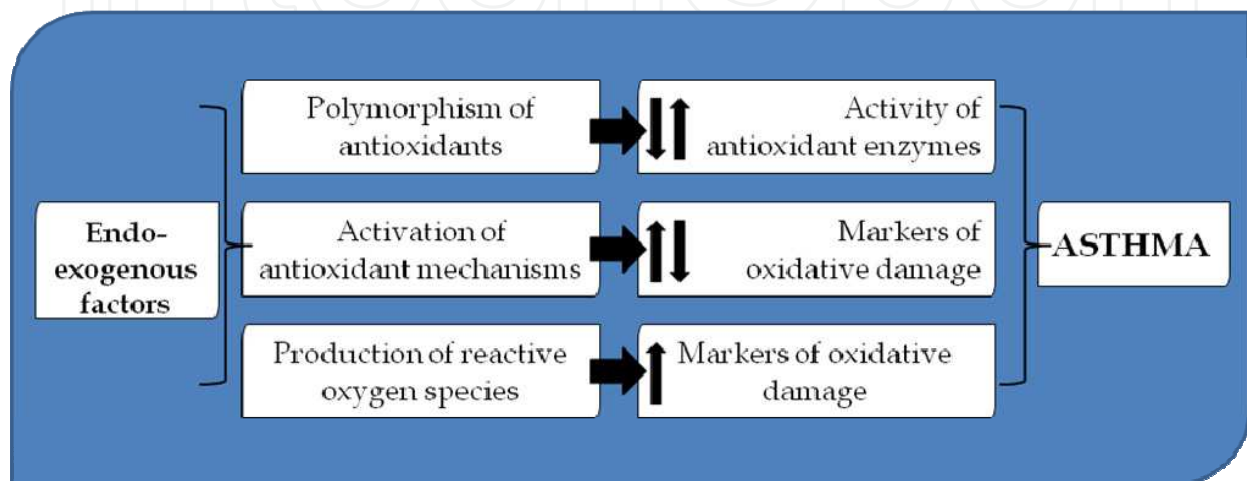 Endo-
exogenous
factors
Polymorphism of
antioxidants
Activity of
antioxidant enzymes
Activation of
antioxidant mechanisms
Markers of
oxidative damage
Production of reactive
oxygen species
Markers of oxidative
damage
ASTHMA